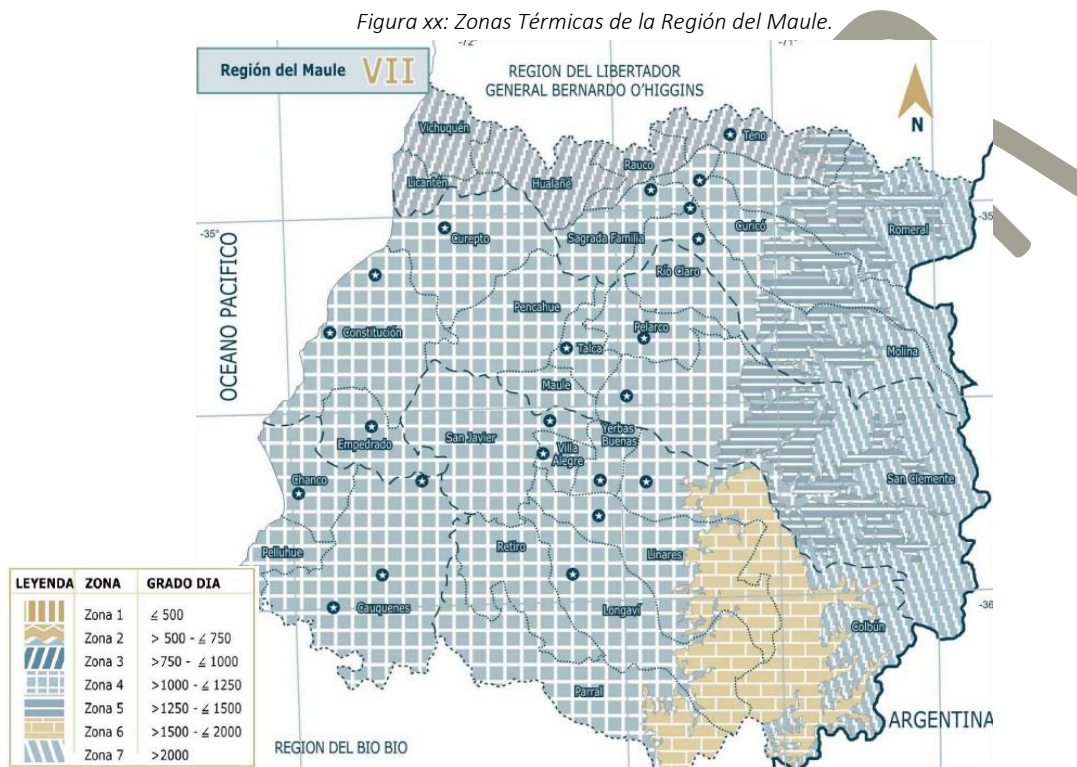 Figura xx: Zonas Térmicas de la Región del Maule.
-72
-71
Región del Maule VII
REGION DEL LIBERTADOR
GENERAL BERNARDO O'HIGGINS
N
Vichuquén
Teno
Rauco
Licantén
Hualañé
-35°
-35
Curepto
Sagrada Familia
Curicó
Romeral
OCEANO PACIFICO
Río Claro
Pencahue
Constitución
Pelarco
Talca
Molina
Maule
Empedrado
San Javier
Yerbas
Buenas
Villa
Alegre
Chanco
San Clemente
Pelluhue
Retiro
Linares
Cauquenes
Longaví
-36
Colbún
Parral
ARGENTINA
REGION DEL BIO BIO
LEYENDA ZONA GRADO DIA
Zona 1 ≤ 500
Zona 2 > 500 - ≤ 750
Zona 3 >750 - ≤ 1000
Zona 4 >1000 - ≤ 1250
Zona 5 >1250 - ≤ 1500
Zona 6 >1500 - ≤ 2000
Zona 7 >2000